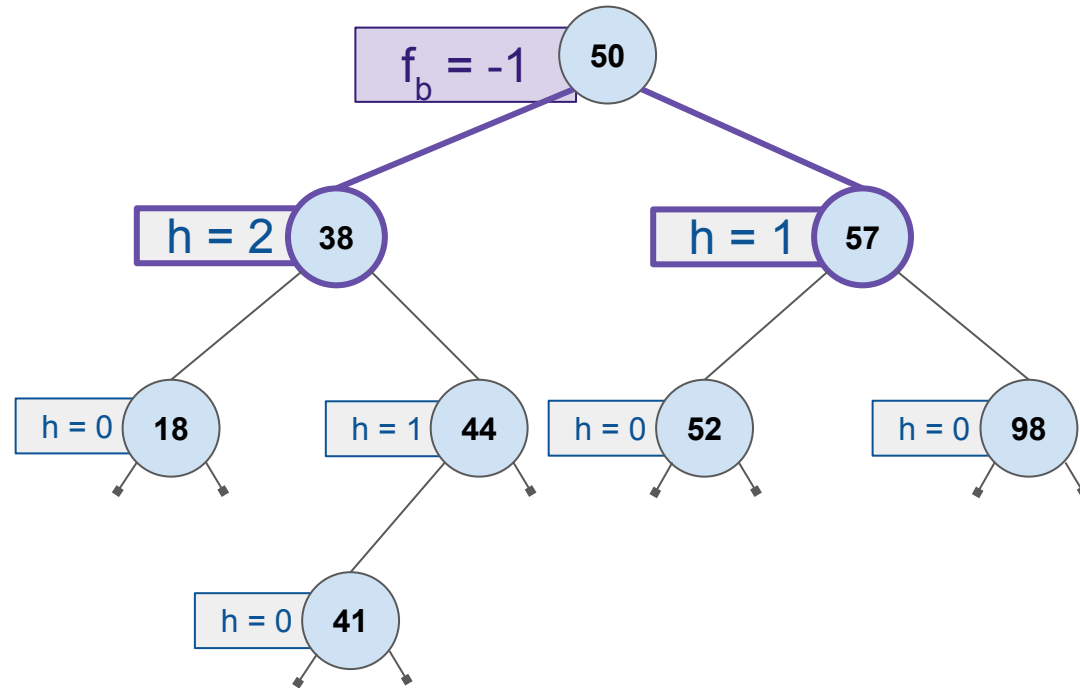 f_b = -1
50
h = 2
38
h = 1
57
h = 0
18
h = 1
44
h = 0
52
h = 0
98
h = 0
41